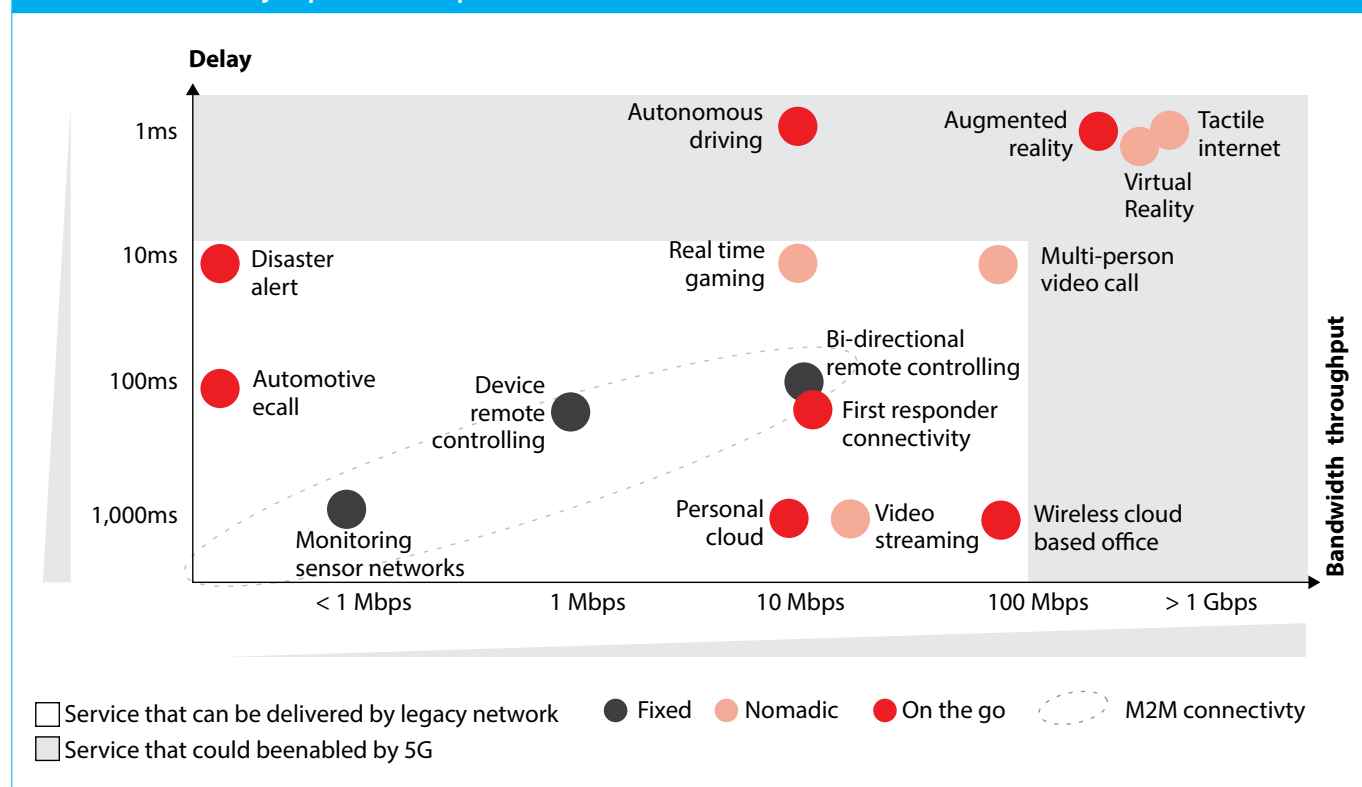 Delay
1ms
10ms
100ms
1,000ms
Autonomous
driving
Augmented
reality
Tactile
internet
Virtual
Reality
Disaster
alert
Real time
gaming
Multi-person
video call
Automotive
ecall
Device
remote
controlling
Bi-directional
remote controlling
First responder
connectivity
Monitoring
sensor networks
Personal
cloud
Video
streaming
Wireless cloud
based office
Bandwidth throughput
< 1 Mbps
1 Mbps
10 Mbps
100 Mbps
> 1 Gbps
Service that can be delivered by legacy network
Fixed
Nomadic
On the go
M2M connectivty
Service that could beenabled by 5G